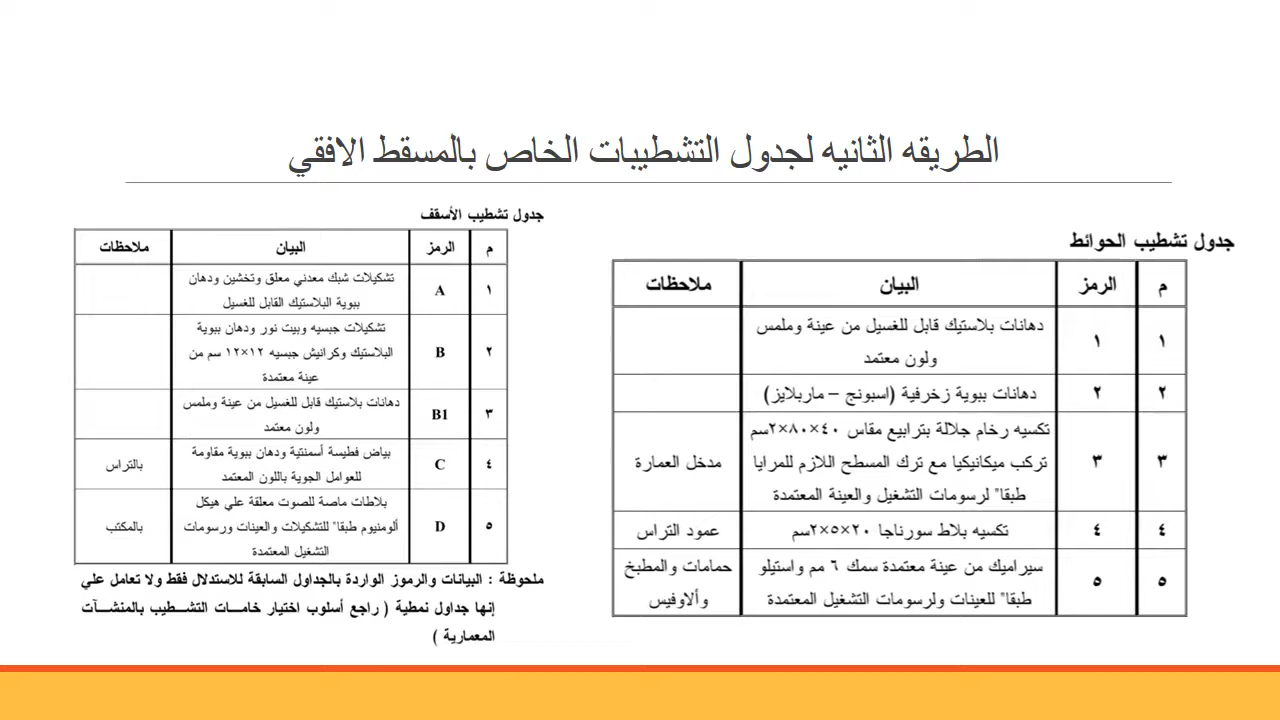 الطريقه الثانيه لجدول التشطيبات الخاص بالمسقط الافقي
جدول تشطيب الحوائط
م الرمز البيان ملاحظات
١ ١ دهانات بلاستيك قابل للغسيل من عينة وملمس
ولون معتمد
٢ ٢ دهانات ببوية زخرفية (اسبونج – ماربلايز)
٣ ٣ تكسيه رخام جلالة بترابيع مقاس ٤٠×٨٠×٢سم
تركب ميكانيكيا مع ترك المسطح اللازم للمرايا مدخل العمارة
طبقا" لرسومات التشغيل والعينة المعتمدة
٤ ٤ تكسيه بلاط سورناجا ٢٠×٥×٢سم عمود التراس
٥ ٥ سيراميك من عينة معتمدة سمك ٦ مم واستيلو حمامات والمطبخ
طبقا" للعينات ولرسومات التشغيل المعتمدة وألاوفيس
جدول تشطيب الأسقف
م الرمز البيان ملاحظات
١ A تشكيلات شبك معدني معلق وتخشين ودهان
ببوية البلاستيك القابل للغسيل
٢ B تشكيلات جبسيه وبيت نور ودهان ببوية
البلاستيك وكرانيش جبسيه ١٢×١٢ سم من
عينة معتمدة
٣ B1 دهانات بلاستيك قابل للغسيل من عينة وملمس
ولون معتمد
٤ C بياض فطيسة أسمنتية ودهان ببوية مقاومة بالتراس
للعوامل الجوية باللون المعتمد
٥ D بلاطات ماصة للصوت معلقة علي هيكل
ألومنيوم طبقا" للتشكيلات والعينات ورسومات بالمكتب
التشغيل المعتمدة
ملحوظة : البيانات والرموز الواردة بالجداول السابقة للاستدلال فقط ولا تعامل علي
إنها جداول نمطية ( راجع أسلوب اختيار خامات التشطيب بالمنشآت
المعمارية )